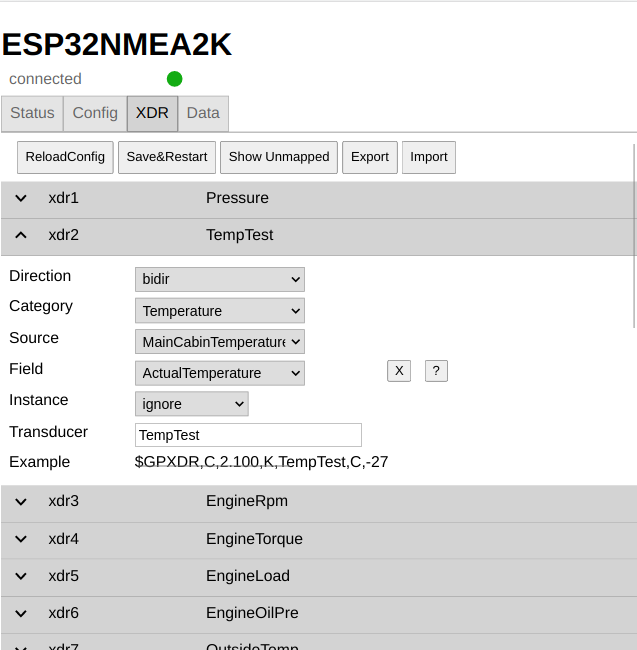 ESP32NMEA2K
connected
Status Config XDR Data
ReloadConfig Save&Restart Show Unmapped Export Import
xdr1 Pressure
xdr2 TempTest
Direction bidir
Category Temperature
Source MainCabinTemperature
Field ActualTemperature X ?
Instance ignore
Transducer TempTest
Example $GPXDR,C,2.100,K,TempTest,C,-27
xdr3 EngineRpm
xdr4 EngineTorque
xdr5 EngineLoad
xdr6 EngineOilPre
xdr7 OutsideTemp